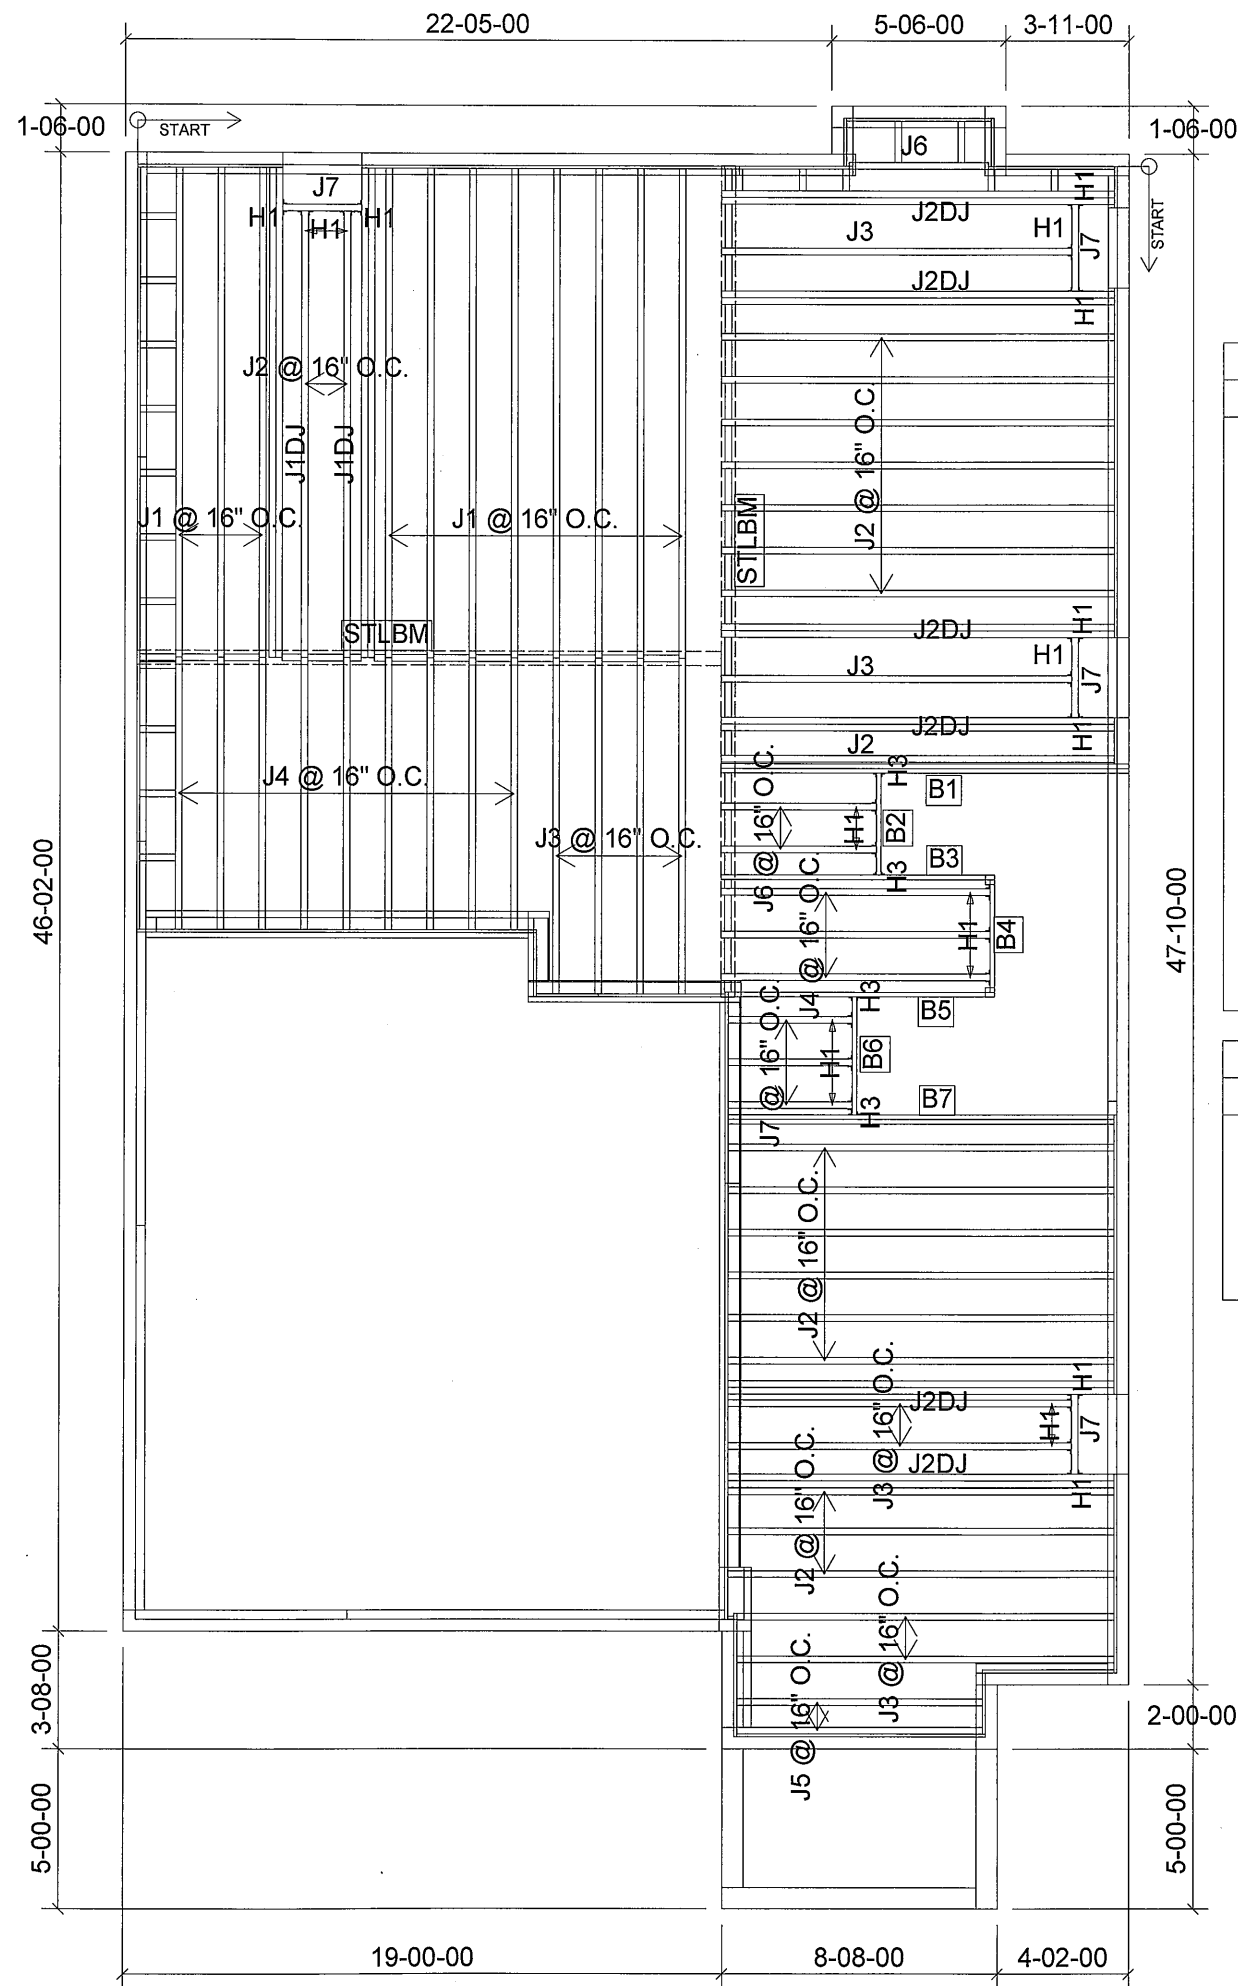 22-05-00
5-06-00
3-11-00
1-06-00
START
1-06-00
J6
J7
H1
H1
H1
H1
J2DJ
H1
J3
J7
START
J2DJ
H1
J2 @ 16" O.C.
J1DJ
J1DJ
J2 @ 16" O.C.
J1 @ 16" O.C.
J1 @ 16" O.C.
STLBM
STLBM
J2DJ
H1
H1
J3
J7
J2DJ
H1
J2
J4 @ 16" O.C.
J3 @ 16" O.C.
J6 @ 16" O.C.
H3
B1
H1
B2
B3
H3
46-02-00
47-10-00
J4 @ 16" O.C.
H1
B4
H3
B5
J7 @ 16" O.C.
H1
B6
B7
H3
J2 @ 16" O.C.
H1
J3 @ 16" O.C.
J2DJ
H1
J7
J2DJ
H1
J2 @ 16" O.C.
J3 @ 16" O.C.
J5 @ 16" O.C.
3-08-00
2-00-00
5-00-00
5-00-00
19-00-00
8-08-00
4-02-00